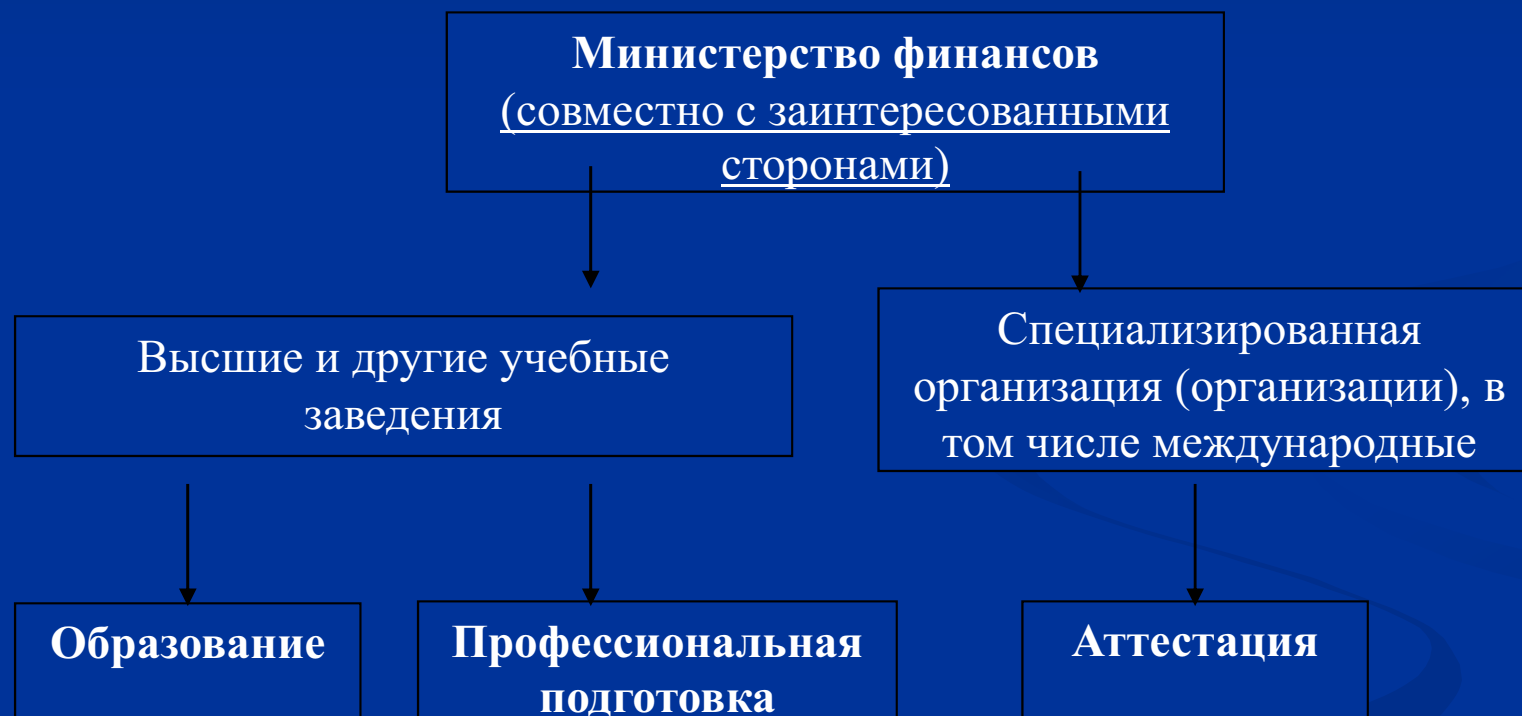 Министерство финансов
(совместно с заинтересованными
сторонами)
Высшие и другие учебные
заведения
Специализированная
организация (организации), в
том числе международные
Образование
Профессиональная
подготовка
Аттестация